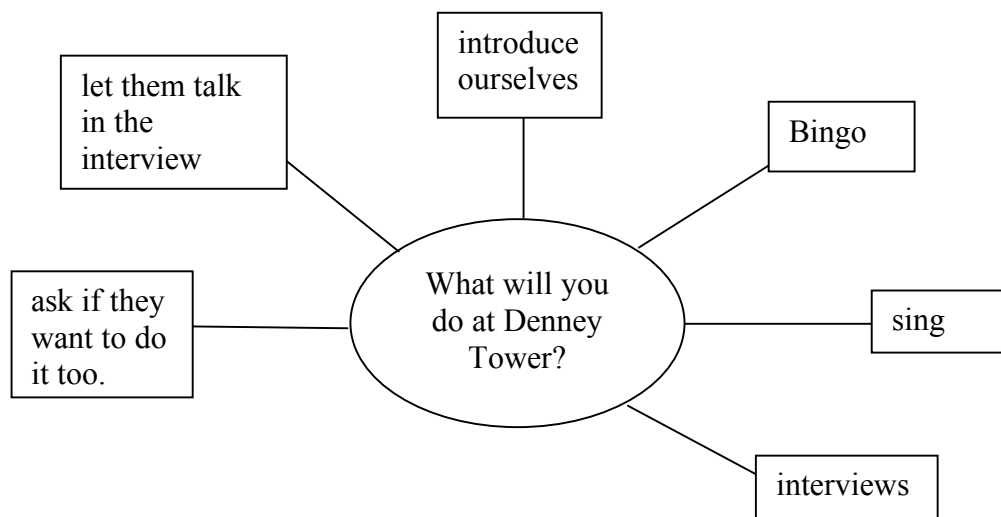 introduce
ourselves
let them talk
in the
interview
Bingo
ask if they
want to do
it too.
What will you
do at Denney
Tower?
sing
interviews